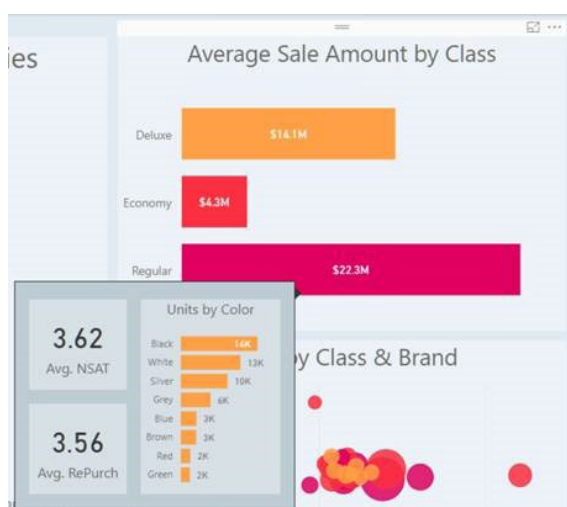 ies
Average Sale Amount by Class
Deluxe
$14.1M
Economy
$4.3M
Regular
$22.3M
Units by Color
3.62
Avg. NSAT
3.56
Avg. RePurch
Black 14K
White 13K
Silver 10K
Grey 6K
Blue 3K
Brown 3K
Red 2K
Green 2K
by Class & Brand